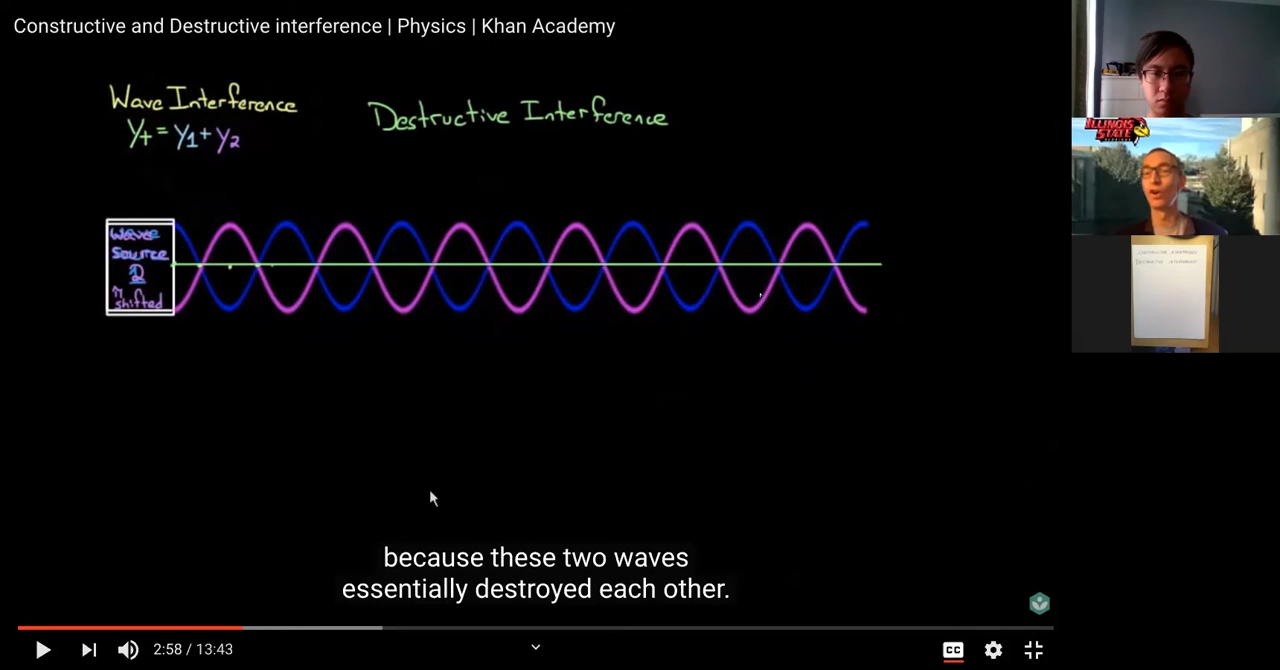 Constructive and Destructive interference | Physics | Khan Academy
Wave Interference
Destructive Interference
y+ = y1 + y2
Wave
Source
2
π shifted
ILLINOIS
STATE
because these two waves
essentially destroyed each other.
2:58 / 13:43
CC